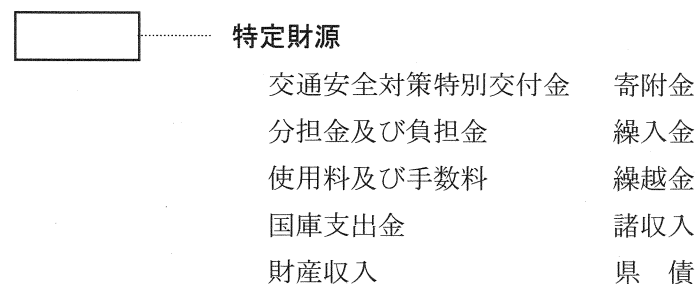 特定財源
交通安全対策特別交付金 寄附金
分担金及び負担金 繰入金
使用料及び手数料 繰越金
国庫支出金 諸収入
財産収入 県 債